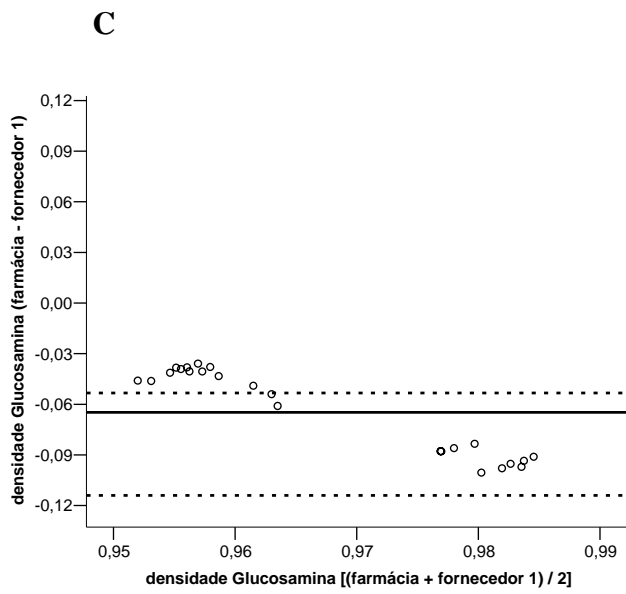 C
0,12
0,09
0,06
0,03
0,00
-0,03
-0,06
-0,09
-0,12
densidade Glucosamina (farmácia - fornecedor 1)
0,95 0,96 0,97 0,98 0,99
densidade Glucosamina [(farmácia + fornecedor 1) / 2]